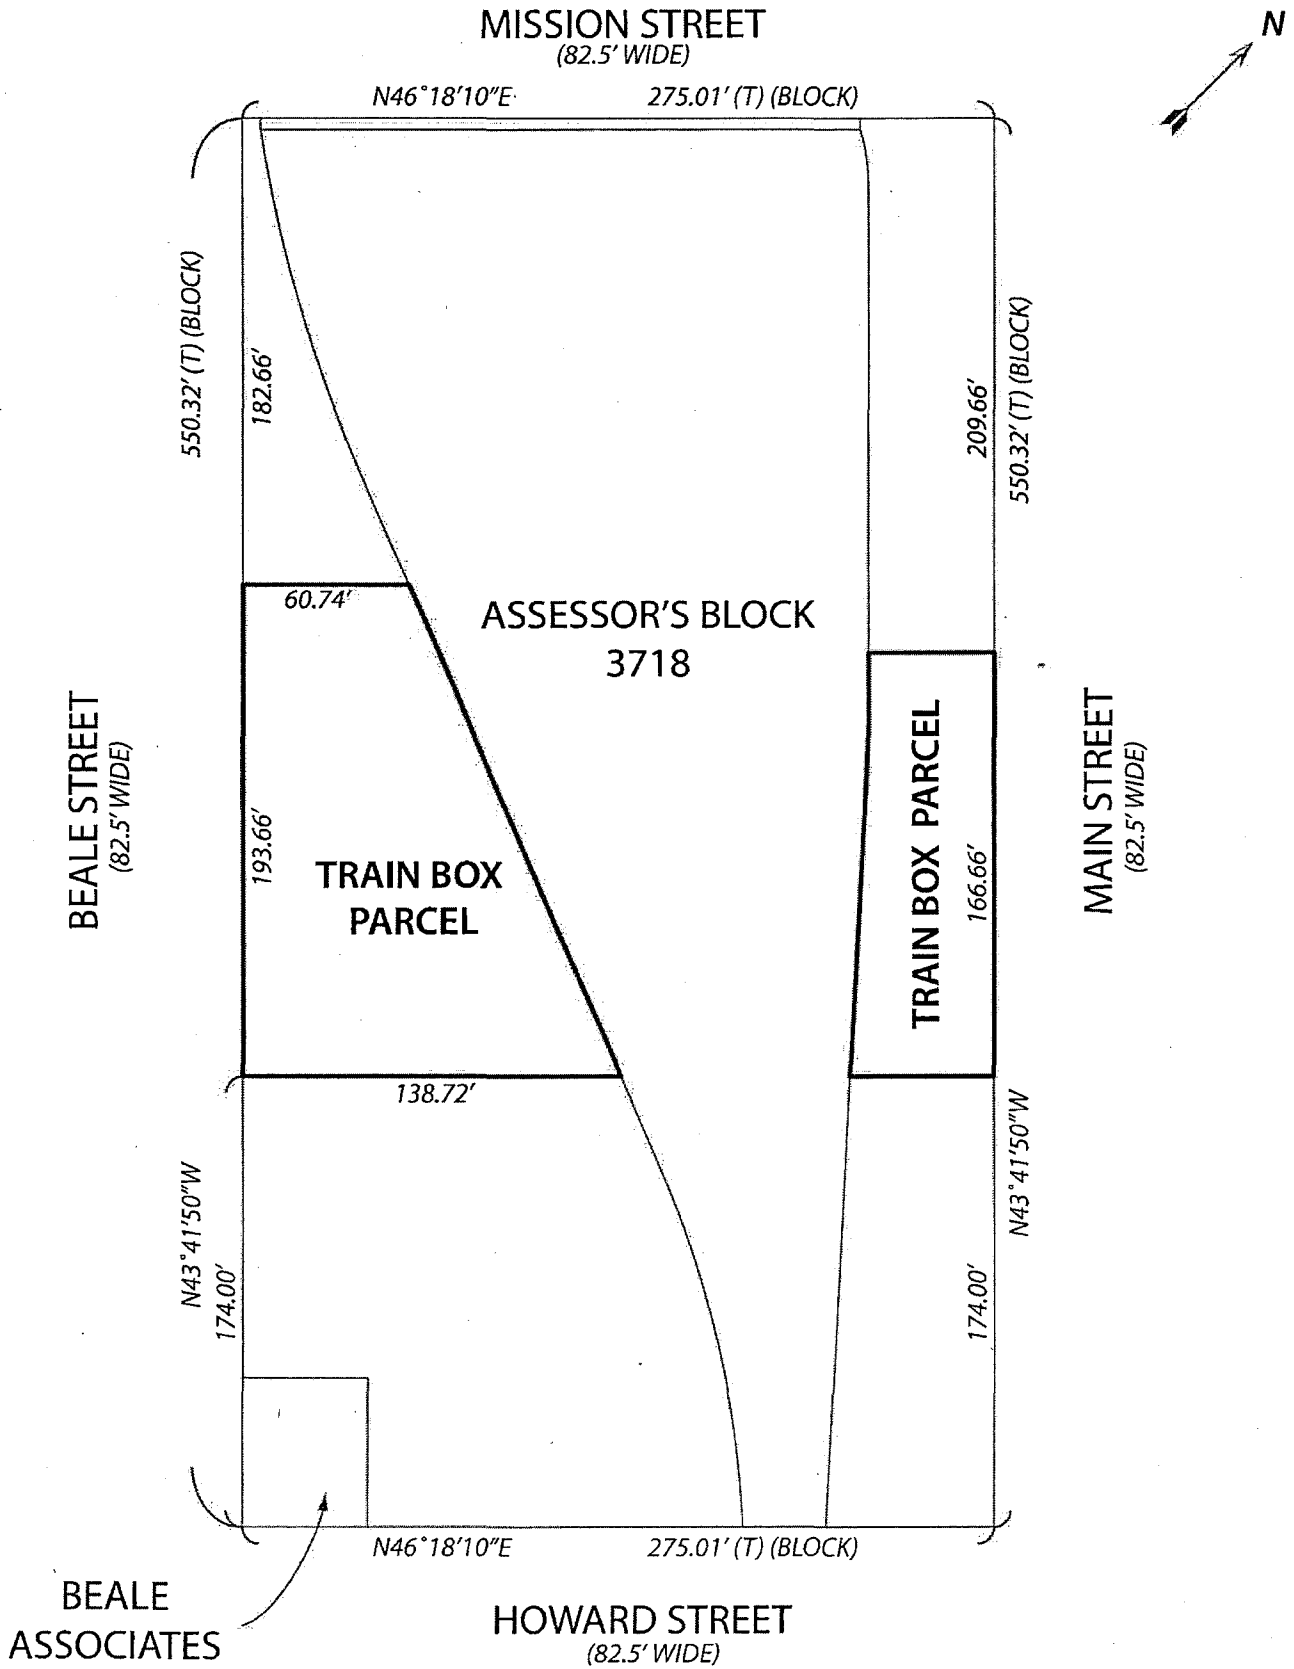 MISSION STREET
(82.5' WIDE)
N
N46°18'10"E
275.01' (T) (BLOCK)
550.32' (T) (BLOCK)
182.66'
209.66'
550.32' (T) (BLOCK)
60.74'
ASSESSOR'S BLOCK
3718
BEALE STREET
(82.5' WIDE)
193.66'
TRAIN BOX
PARCEL
TRAIN BOX PARCEL
166.66'
MAIN STREET
(82.5' WIDE)
138.72'
N43°41'50"W
174.00'
174.00'
N43°41'50"W
N46°18'10"E
275.01' (T) (BLOCK)
BEALE
ASSOCIATES
HOWARD STREET
(82.5' WIDE)